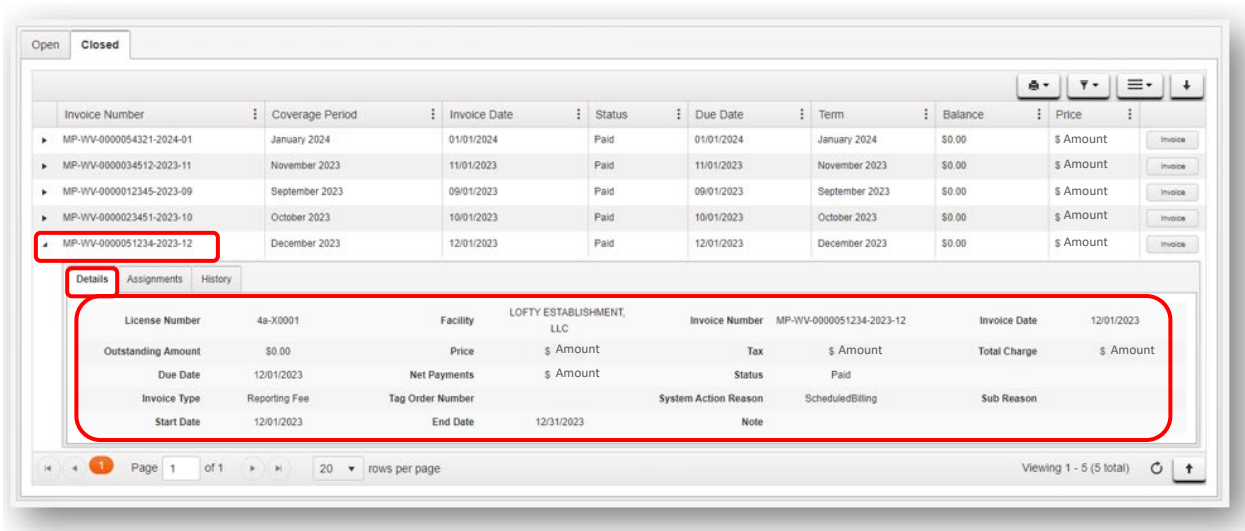 Open Closed
Invoice Number Coverage Period Invoice Date Status Due Date Term Balance Price
MP-WV-0000054321-2024-01 January 2024 01/01/2024 Paid 01/01/2024 January 2024 $0.00 $ Amount Invoice
MP-WV-0000034512-2023-11 November 2023 11/01/2023 Paid 11/01/2023 November 2023 $0.00 $ Amount Invoice
MP-WV-0000012345-2023-09 September 2023 09/01/2023 Paid 09/01/2023 September 2023 $0.00 $ Amount Invoice
MP-WV-0000023451-2023-10 October 2023 10/01/2023 Paid 10/01/2023 October 2023 $0.00 $ Amount Invoice
MP-WV-0000051234-2023-12 December 2023 12/01/2023 Paid 12/01/2023 December 2023 $0.00 $ Amount Invoice
Details Assignments History
License Number 4a-X0001 Facility LOFTY ESTABLISHMENT, LLC Invoice Number MP-WV-0000051234-2023-12 Invoice Date 12/01/2023
Outstanding Amount $0.00 Price $ Amount Tax $ Amount Total Charge $ Amount
Due Date 12/01/2023 Net Payments $ Amount Status Paid
Invoice Type Reporting Fee Tag Order Number System Action Reason ScheduledBilling Sub Reason
Start Date 12/01/2023 End Date 12/31/2023 Note
1 Page 1 of 1 20 rows per page Viewing 1 - 5 (5 total)